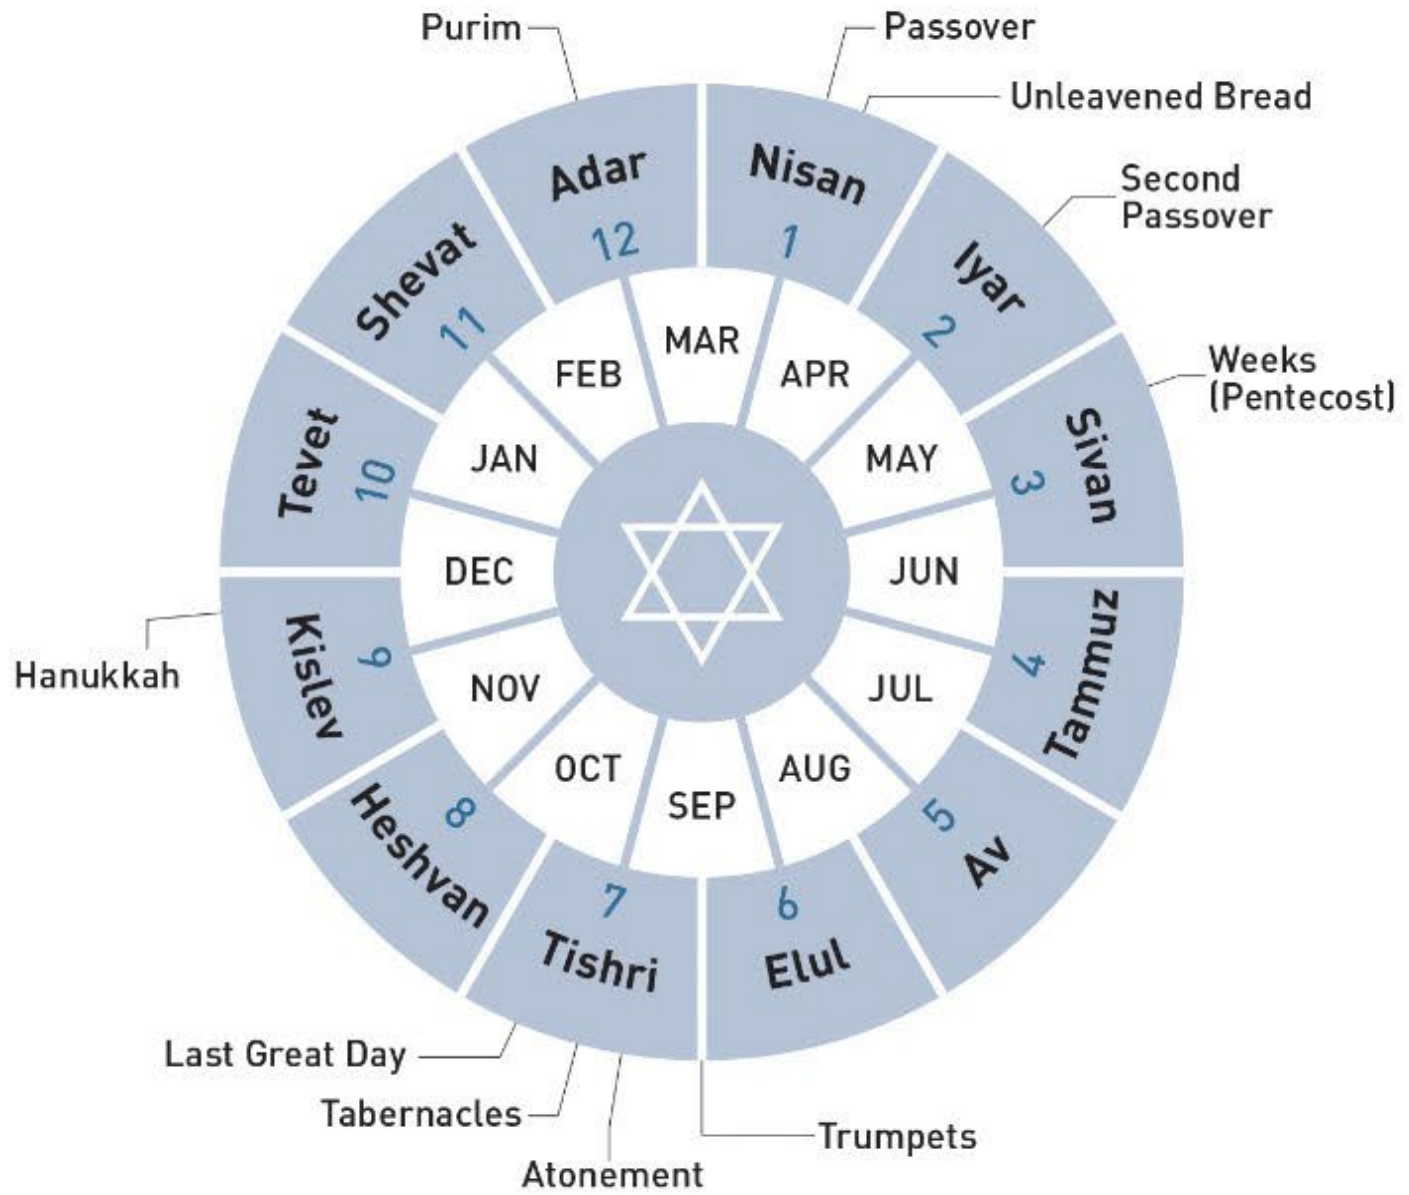 Purim
Passover
Unleavened Bread
Second
Passover
Weeks
(Pentecost)
Trumpets
Atonement
Tabernacles
Last Great Day
Hanukkah
Nisan
1
Iyar
2
Sivan
3
Tammuz
4
Av
5
Elul
6
Tishri
7
Heshvan
8
Kislev
9
Tevet
10
Shevat
11
Adar
12
MAR
APR
MAY
JUN
JUL
AUG
SEP
OCT
NOV
DEC
JAN
FEB